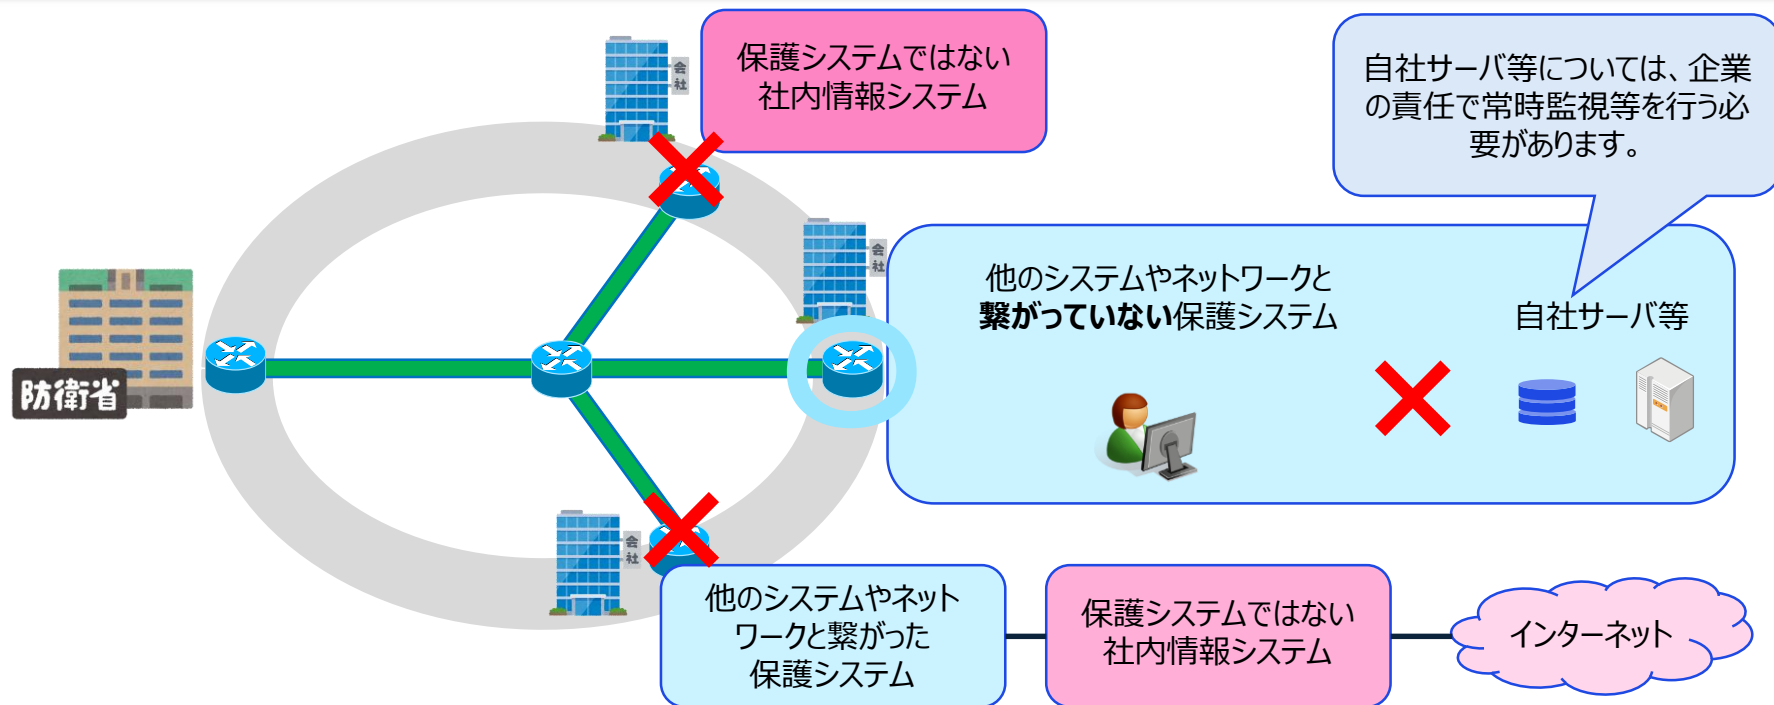 保護システムではない
社内情報システム
会
社
自社サーバ等については、企業
の責任で常時監視等を行う必
要があります。
会
社
他のシステムやネットワークと
繋がっていない保護システム
自社サーバ等
防衛省
会
社
他のシステムやネット
ワークと繋がった
保護システム
保護システムではない
社内情報システム
インターネット